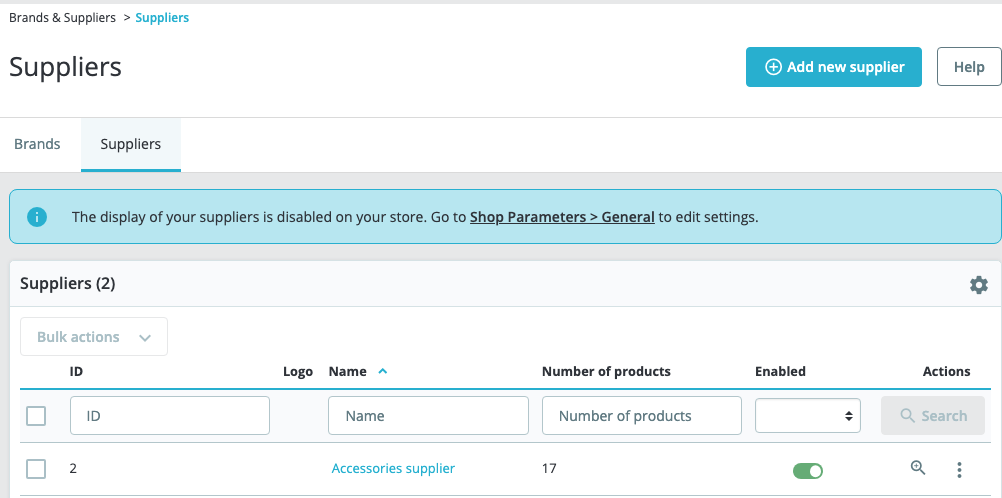 Brands & Suppliers > Suppliers
Suppliers
Add new supplier
Help
Brands
Suppliers
The display of your suppliers is disabled on your store. Go to Shop Parameters > General to edit settings.
Suppliers (2)
Bulk actions
ID Logo Name Number of products Enabled Actions
ID Name Number of products Search
2 Accessories supplier 17